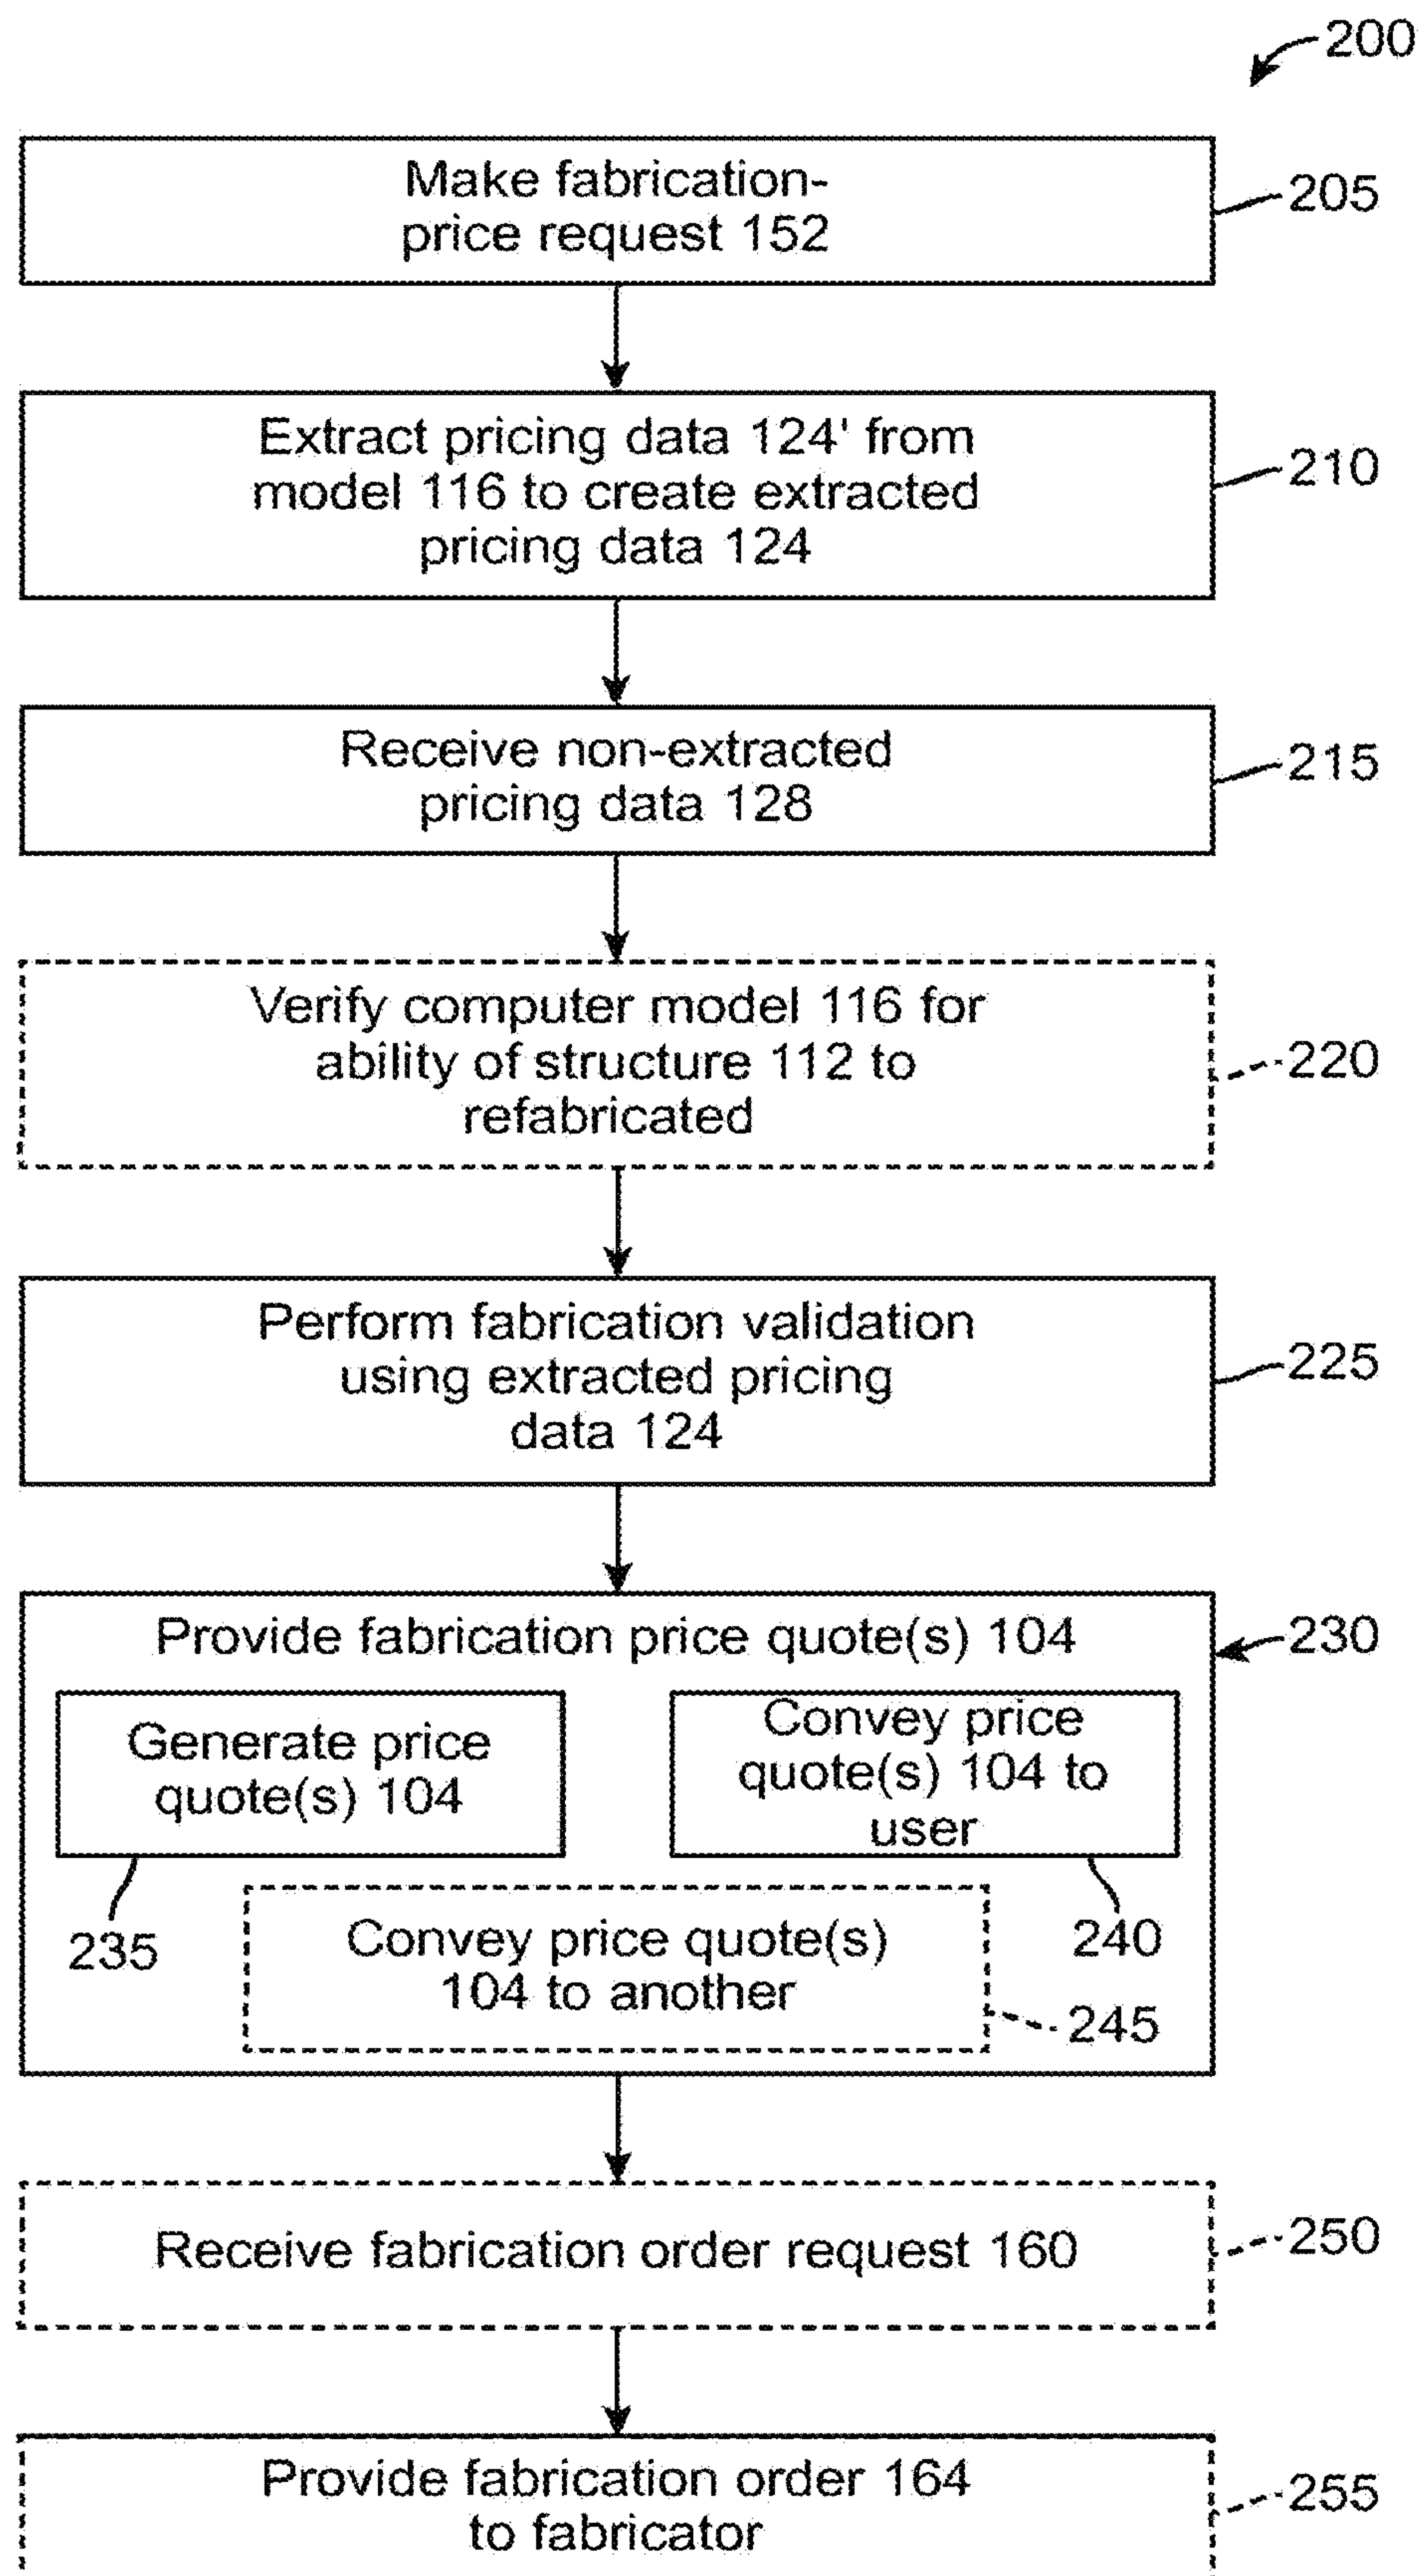 200
Make fabrication-
price request 152
205
Extract pricing data 124' from
model 116 to create extracted
pricing data 124
210
Receive non-extracted
pricing data 128
215
Verify computer model 116 for
ability of structure 112 to
refabricated
220
Perform fabrication validation
using extracted pricing
data 124
225
Provide fabrication price quote(s) 104
230
Generate price
quote(s) 104
235
Convey price
quote(s) 104 to
user
240
Convey price quote(s)
104 to another
245
Receive fabrication order request 160
250
Provide fabrication order 164
to fabricator
255